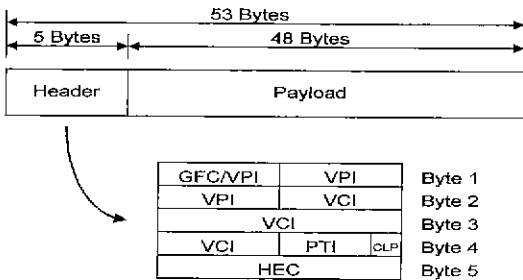 53 Bytes
5 Bytes 48 Bytes
Header Payload
GFC/VPI VPI Byte 1
VPI VCI Byte 2
VCI Byte 3
VCI PTI CLP Byte 4
HEC Byte 5